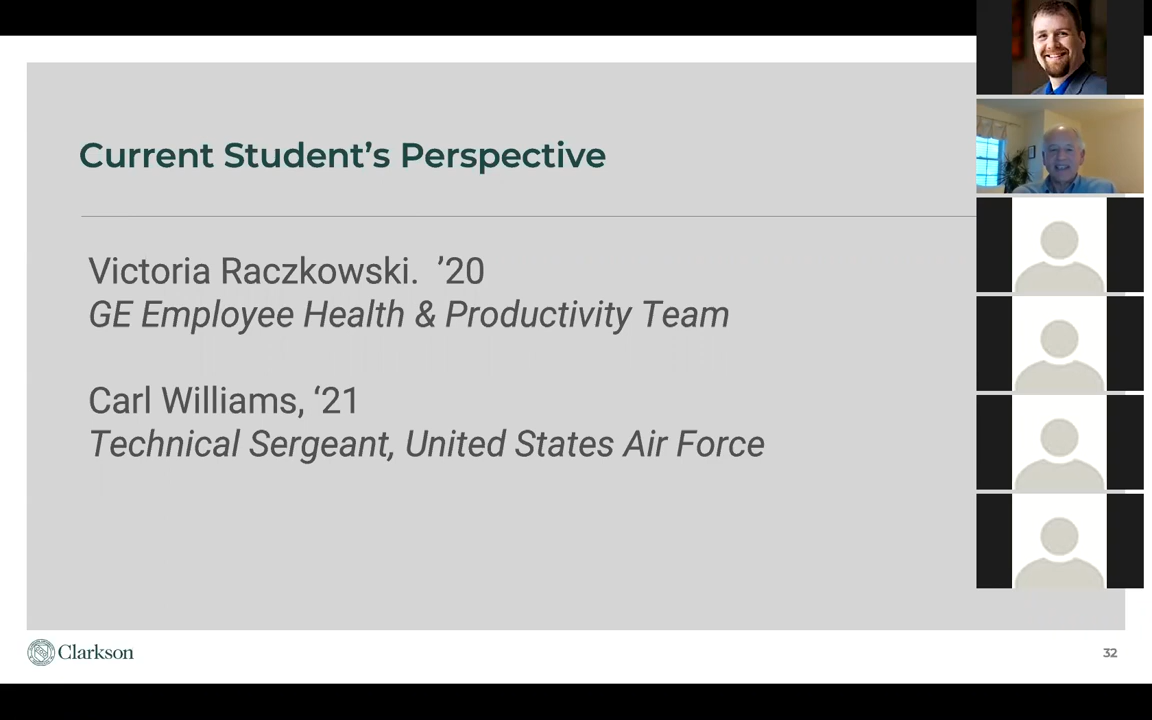 Current Student’s Perspective
Victoria Raczkowski.  ’20
GE Employee Health & Productivity Team
Carl Williams, ‘21
Technical Sergeant, United States Air Force
Clarkson
32